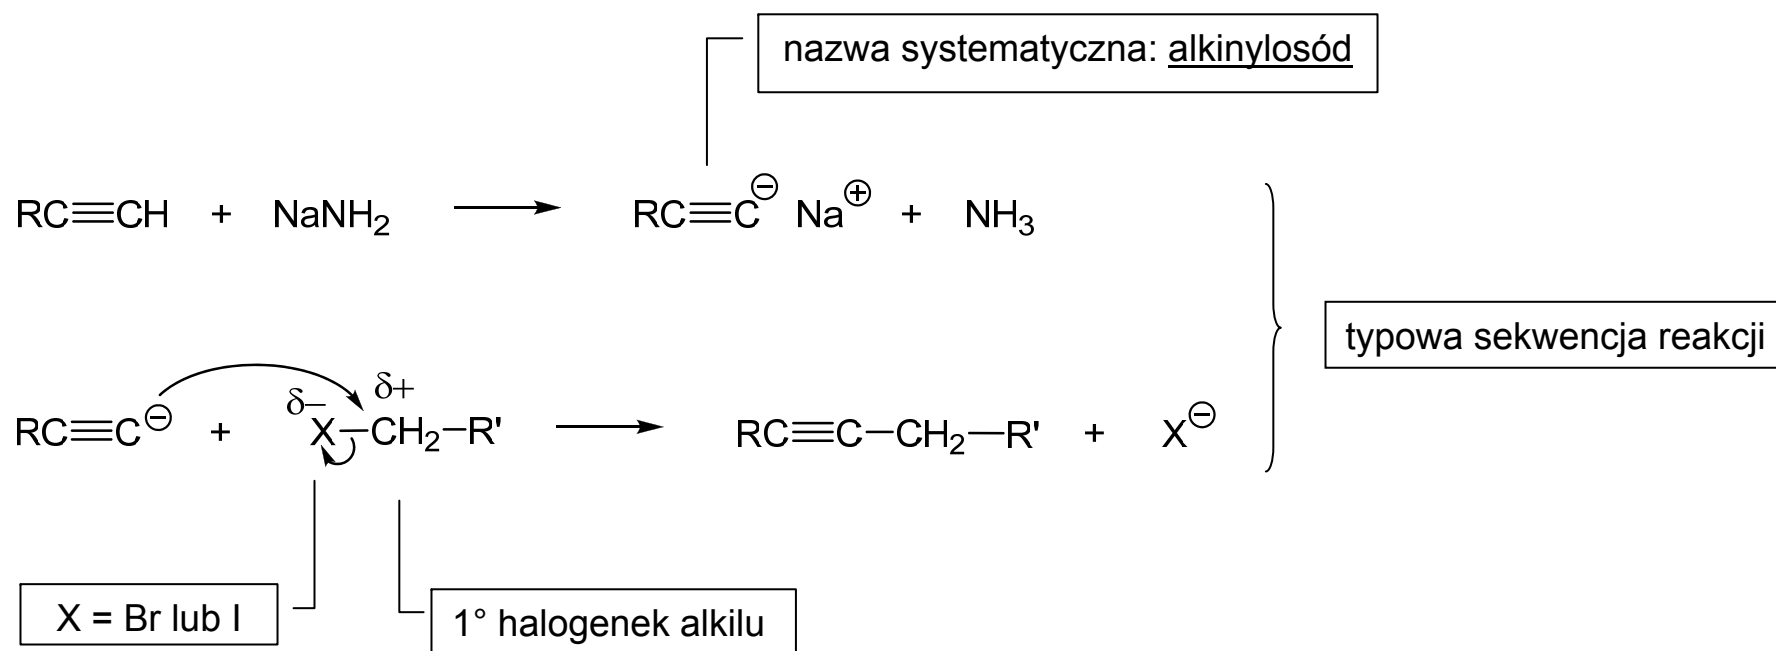 nazwa systematyczna: alkinylosód
RC≡CH + NaNH₂ → RC≡C⊖ Na⊕ + NH₃
typowa sekwencja reakcji
RC≡C⊖ + δ− X—CH₂—R' δ+ → RC≡C—CH₂—R' + X⊖
X = Br lub I
1° halogenek alkilu